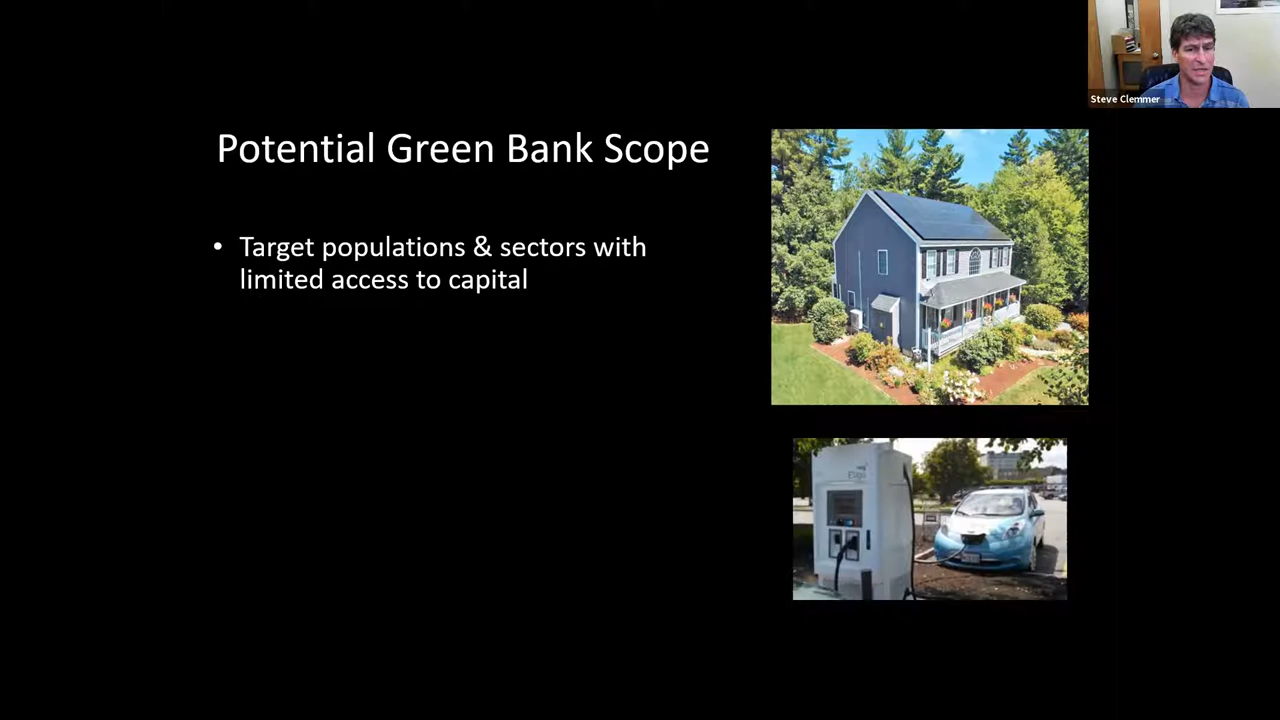 Steve Clemmer
Potential Green Bank Scope
• Target populations & sectors with
limited access to capital